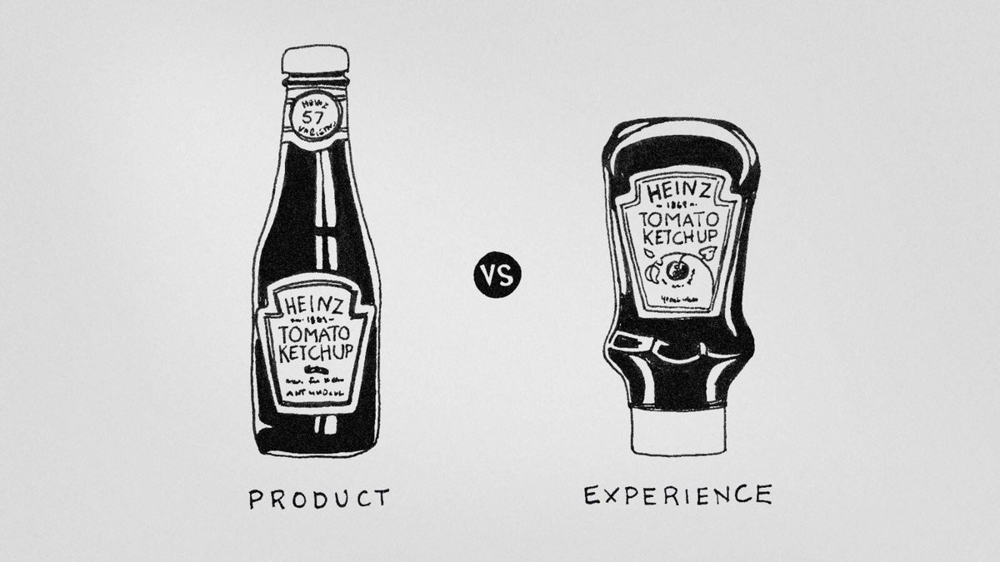 HEINZ
57
HEINZ
TOMATO
KETCHUP
PRODUCT
VS
HEINZ
TOMATO
KETCHUP
EXPERIENCE